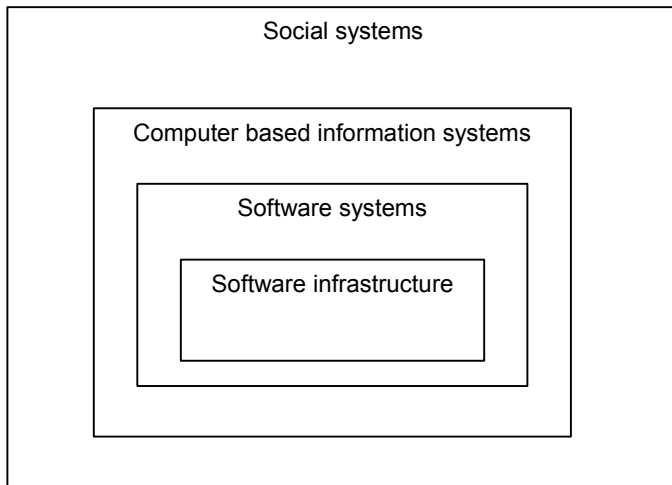 Social systems
Computer based information systems
Software systems
Software infrastructure